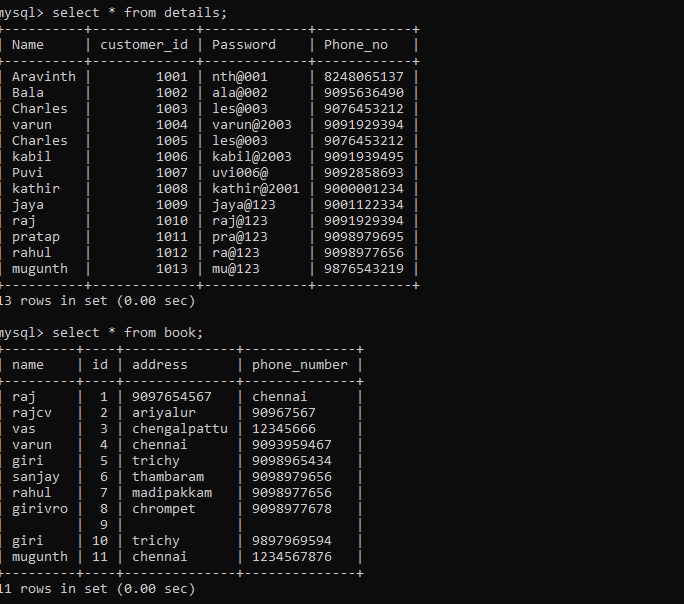 mysql> select * from details;
+----------+-------------+------------+------------+
| Name     | customer_id | Password   | Phone_no   |
+----------+-------------+------------+------------+
| Aravinth |        1001 | nth@001    | 8248065137 |
| Bala     |        1002 | ala@002    | 9095636490 |
| Charles  |        1003 | les@003    | 9076453212 |
| varun    |        1004 | varun@2003 | 9091929394 |
| Charles  |        1005 | les@003    | 9076453212 |
| kabil    |        1006 | kabil@2003 | 9091939495 |
| Puvi     |        1007 | uvi006@    | 9092858693 |
| kathir   |        1008 | kathir@2001 | 9000001234 |
| jaya     |        1009 | jaya@123   | 9001122334 |
| raj      |        1010 | raj@123    | 9091929394 |
| pratap   |        1011 | pra@123    | 9098979695 |
| rahul    |        1012 | ra@123     | 9098977656 |
| mugunth  |        1013 | mu@123     | 9876543219 |
+----------+-------------+------------+------------+
13 rows in set (0.00 sec)
mysql> select * from book;
+---------+----+--------------+--------------+
| name    | id | address      | phone_number |
+---------+----+--------------+--------------+
| raj     |  1 | 9097654567   | chennai      |
| rajcv   |  2 | ariyalur     | 90967567     |
| vas     |  3 | chengalpattu | 12345666     |
| varun   |  4 | chennai      | 9093959467   |
| giri    |  5 | trichy       | 9098965434   |
| sanjay  |  6 | thambaram    | 9098979656   |
| rahul   |  7 | madipakkam   | 9098977656   |
| girivro |  8 | chrompet     | 9098977678   |
|         |  9 |              |              |
| giri    | 10 | trichy       | 9897969594   |
| mugunth | 11 | chennai      | 1234567876   |
+---------+----+--------------+--------------+
11 rows in set (0.00 sec)